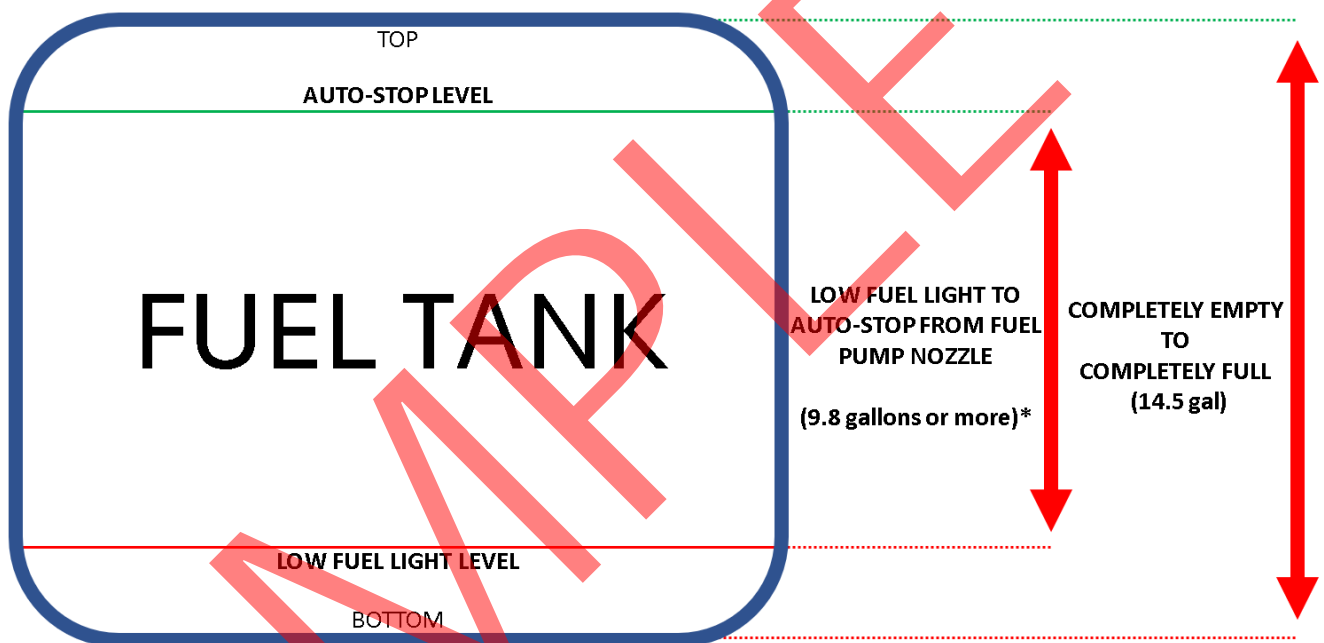 TOP
AUTO-STOP LEVEL
FUEL TANK
LOW FUEL LIGHT TO
AUTO-STOP FROM FUEL
PUMP NOZZLE
(9.8 gallons or more)*
COMPLETELY EMPTY
TO
COMPLETELY FULL
(14.5 gal)
LOW FUEL LIGHT LEVEL
BOTTOM
MPLE